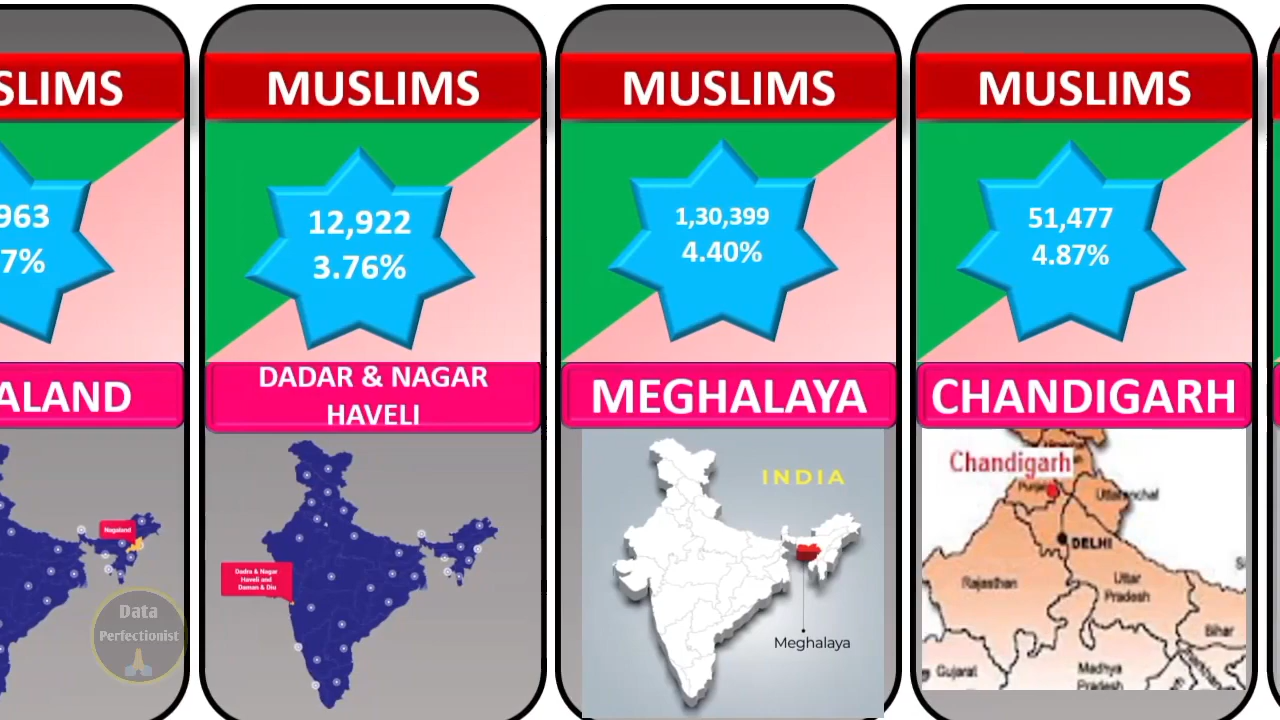 SLIMS
963
7%
ALAND
Nagaland
Data
Perfectionist
MUSLIMS
12,922
3.76%
DADAR & NAGAR
HAVELI
Dadra & Nagar
Haveli and
Daman & Diu
MUSLIMS
1,30,399
4.40%
MEGHALAYA
INDIA
Meghalaya
MUSLIMS
51,477
4.87%
CHANDIGARH
Chandigarh
Punjab
Uttaranchal
DELHI
Rajasthan
Uttar
Pradesh
Bihar
Gujarat
Madhya
Pradesh